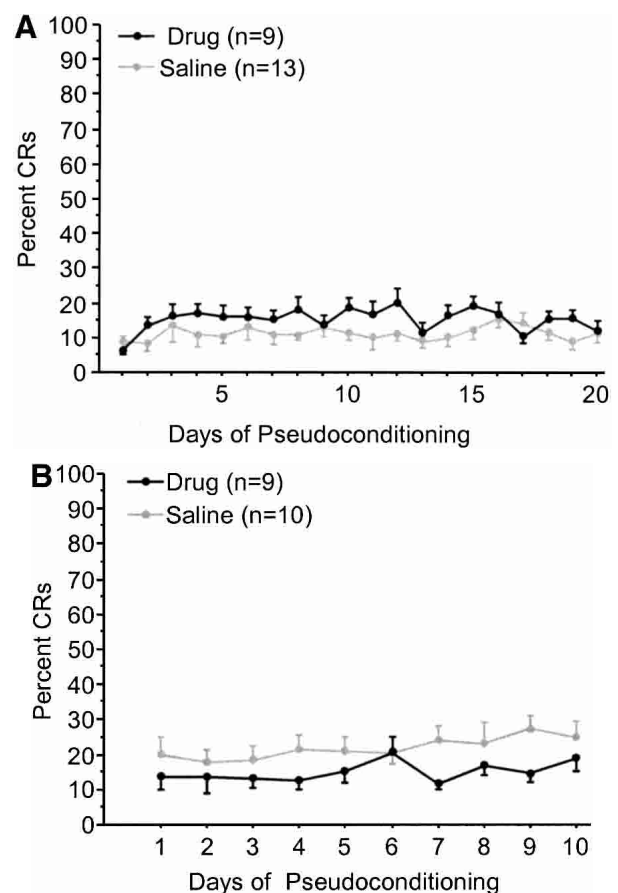 A
100
Drug (n=9)
90
Saline (n=13)
80
70
60
50
40
30
20
10
0
Percent CRs
5 10 15 20
Days of Pseudoconditioning
B
100
Drug (n=9)
90
Saline (n=10)
80
70
60
50
40
30
20
10
0
Percent CRs
1 2 3 4 5 6 7 8 9 10
Days of Pseudoconditioning